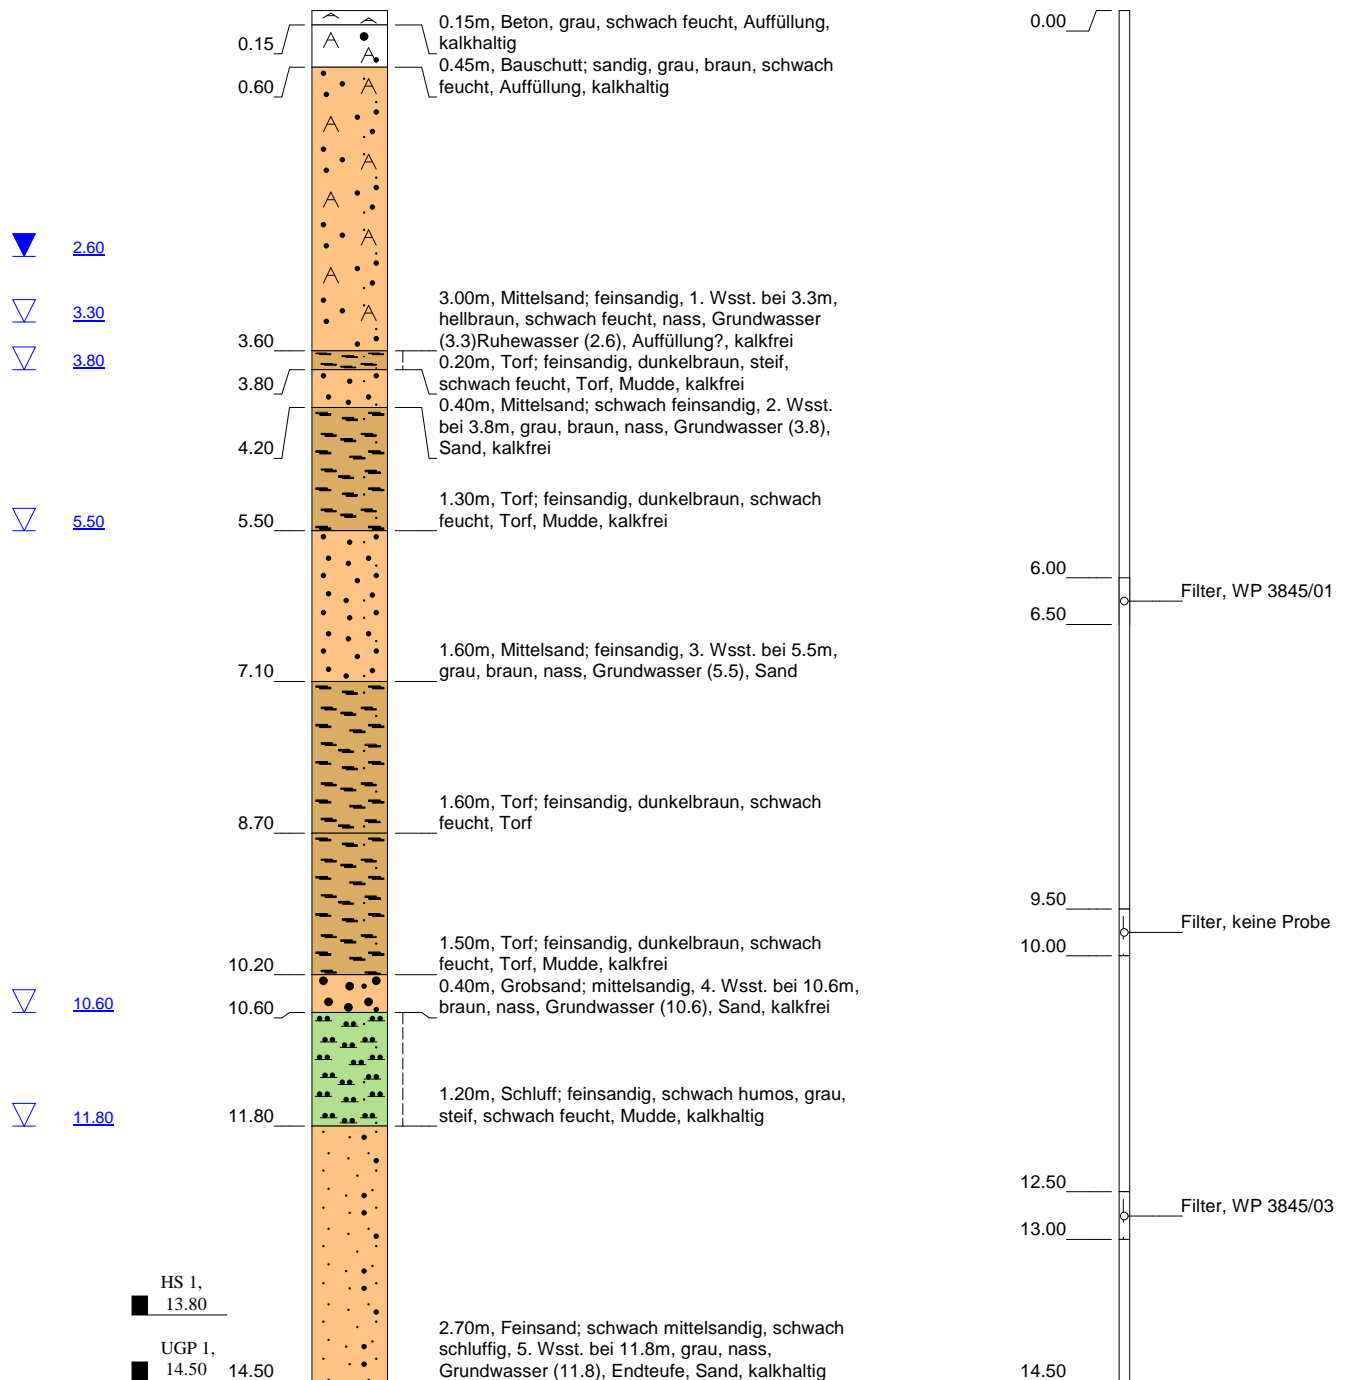 0.15m, Beton, grau, schwach feucht, Auffüllung,
kalkhaltig
0.15
0.45m, Bauschutt; sandig, grau, braun, schwach
feucht, Auffüllung, kalkhaltig
0.60
2.60
3.30
3.00m, Mittelsand; feinsandig, 1. Wsst. bei 3.3m,
hellbraun, schwach feucht, nass, Grundwasser
(3.3)Ruhewasser (2.6), Auffüllung?, kalkfrei
3.60
3.80
0.20m, Torf; feinsandig, dunkelbraun, steif,
schwach feucht, Torf, Mudde, kalkfrei
3.80
0.40m, Mittelsand; schwach feinsandig, 2. Wsst.
bei 3.8m, grau, braun, nass, Grundwasser (3.8),
Sand, kalkfrei
4.20
1.30m, Torf; feinsandig, dunkelbraun, schwach
feucht, Torf, Mudde, kalkfrei
5.50
5.50
1.60m, Mittelsand; feinsandig, 3. Wsst. bei 5.5m,
grau, braun, nass, Grundwasser (5.5), Sand
7.10
1.60m, Torf; feinsandig, dunkelbraun, schwach
feucht, Torf
8.70
1.50m, Torf; feinsandig, dunkelbraun, schwach
feucht, Torf, Mudde, kalkfrei
10.20
0.40m, Grobsand; mittelsandig, 4. Wsst. bei 10.6m,
braun, nass, Grundwasser (10.6), Sand, kalkfrei
10.60
10.60
1.20m, Schluff; feinsandig, schwach humos, grau,
steif, schwach feucht, Mudde, kalkhaltig
11.80
11.80
HS 1,
13.80
UGP 1,
14.50
2.70m, Feinsand; schwach mittelsandig, schwach
schluffig, 5. Wsst. bei 11.8m, grau, nass,
Grundwasser (11.8), Endteufe, Sand, kalkhaltig
14.50
0.00
6.00
Filter, WP 3845/01
6.50
9.50
Filter, keine Probe
10.00
12.50
Filter, WP 3845/03
13.00
14.50